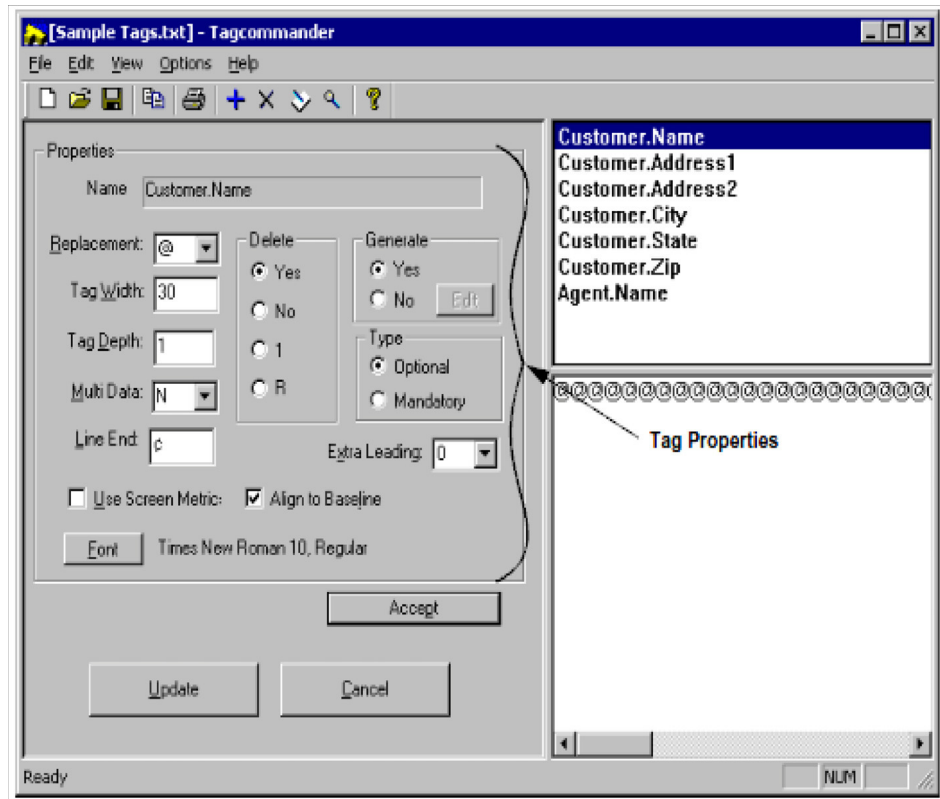 [Sample Tags.txt] - Tagcommander
File Edit View Options Help
Properties
Name Customer.Name
Replacement: @
Tag Width: 30
Tag Depth: 1
Multi Data: N
Line End: ¢
Delete
Yes
No
1
R
Generate
Yes
No Edit
Type
Optional
Mandatory
Extra Leading: 0
Use Screen Metric:
Align to Baseline
Font Times New Roman 10, Regular
Accept
Update Cancel
Customer.Name
Customer.Address1
Customer.Address2
Customer.City
Customer.State
Customer.Zip
Agent.Name
@@@@@@@@@@@@@@@@@@@@@@(
Tag Properties
Ready NUM